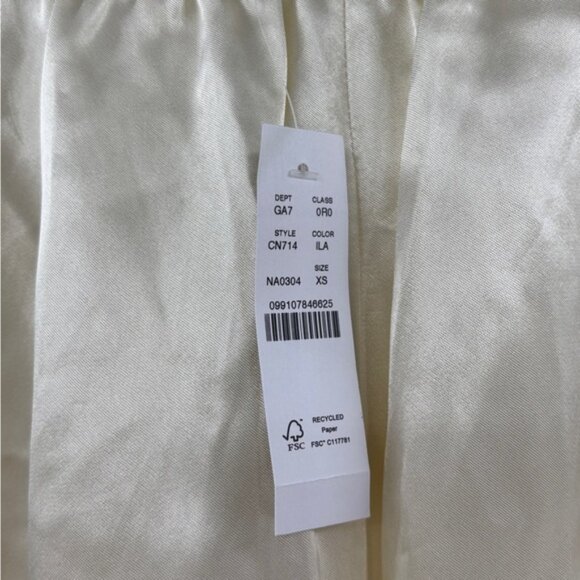 DEPT CLASS
GA7 0R0
STYLE COLOR
CN714 ILA
SIZE
NA0304 XS
099107846625
RECYCLED
Paper
FSC
FSC® C117781